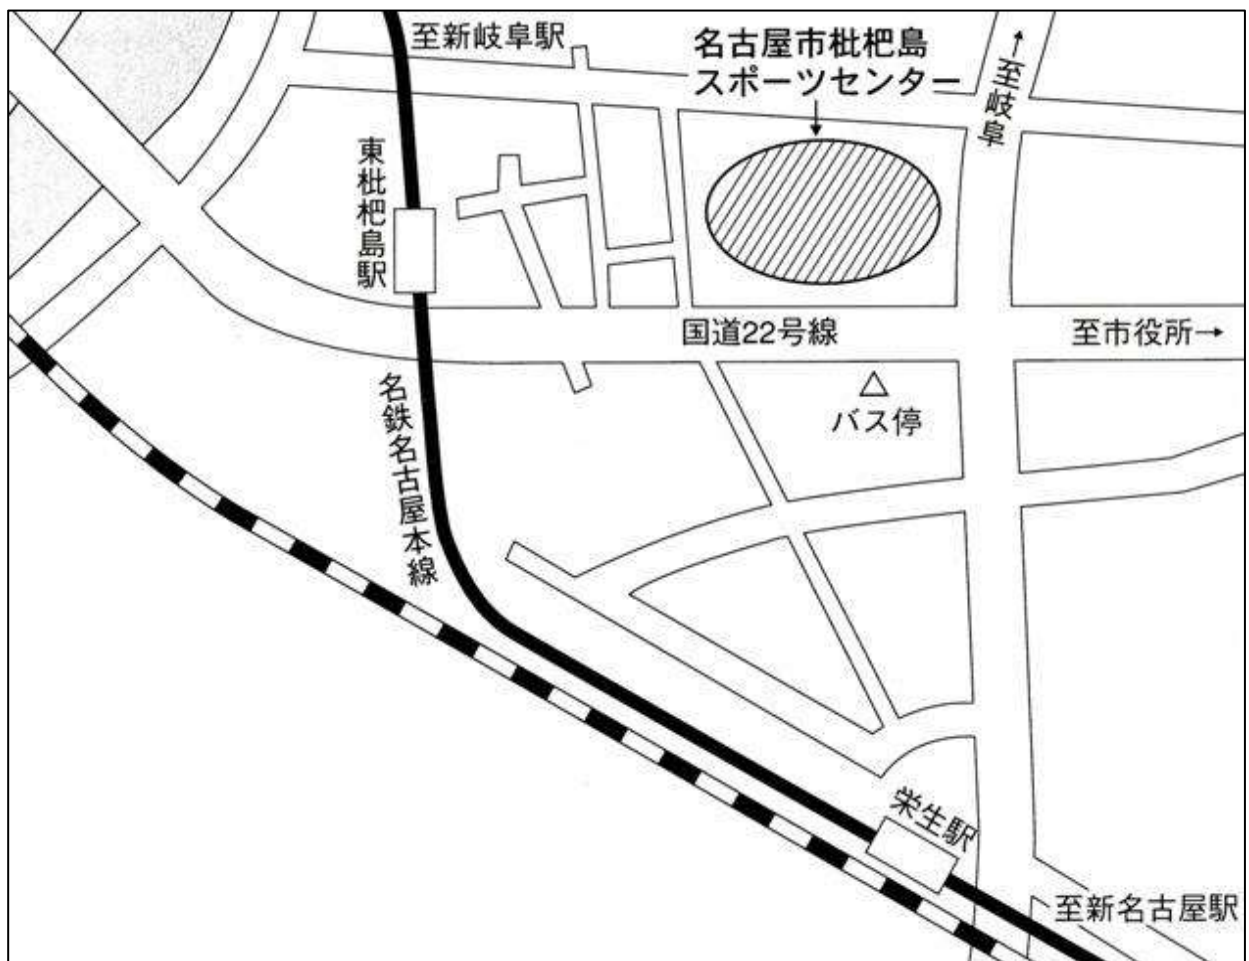 至新岐阜駅
名古屋市枇杷島
スポーツセンター
↑至岐阜
東枇杷島駅
国道22号線
至市役所→
バス停
名鉄名古屋本線
栄生駅
至新名古屋駅